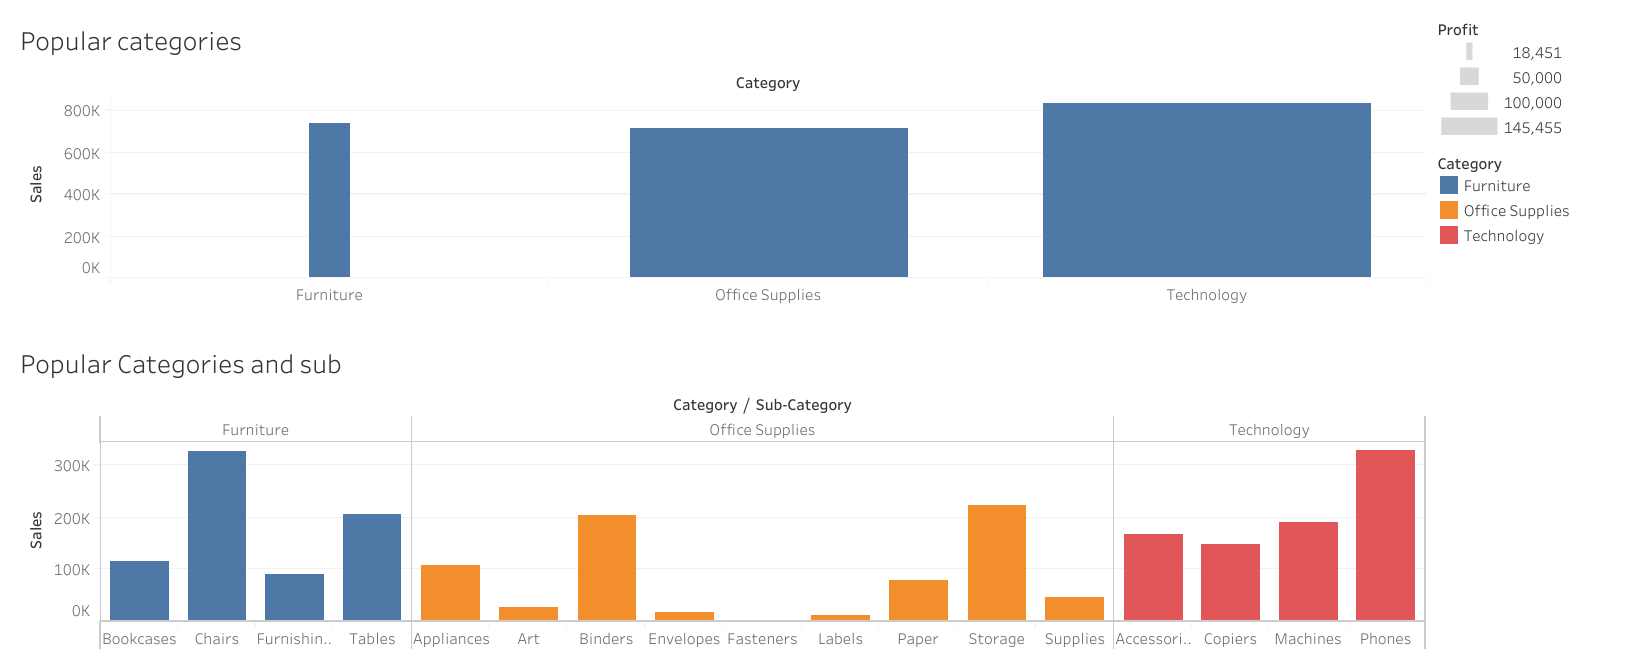 Popular categories
Category
800K
600K
400K
200K
0K
Sales
Furniture Office Supplies Technology
Profit
18,451
50,000
100,000
145,455
Category
Furniture
Office Supplies
Technology
Popular Categories and sub
Category / Sub-Category
Furniture Office Supplies Technology
300K
200K
100K
0K
Sales
Bookcases Chairs Furnishin.. Tables Appliances Art Binders Envelopes Fasteners Labels Paper Storage Supplies Accessori.. Copiers Machines Phones